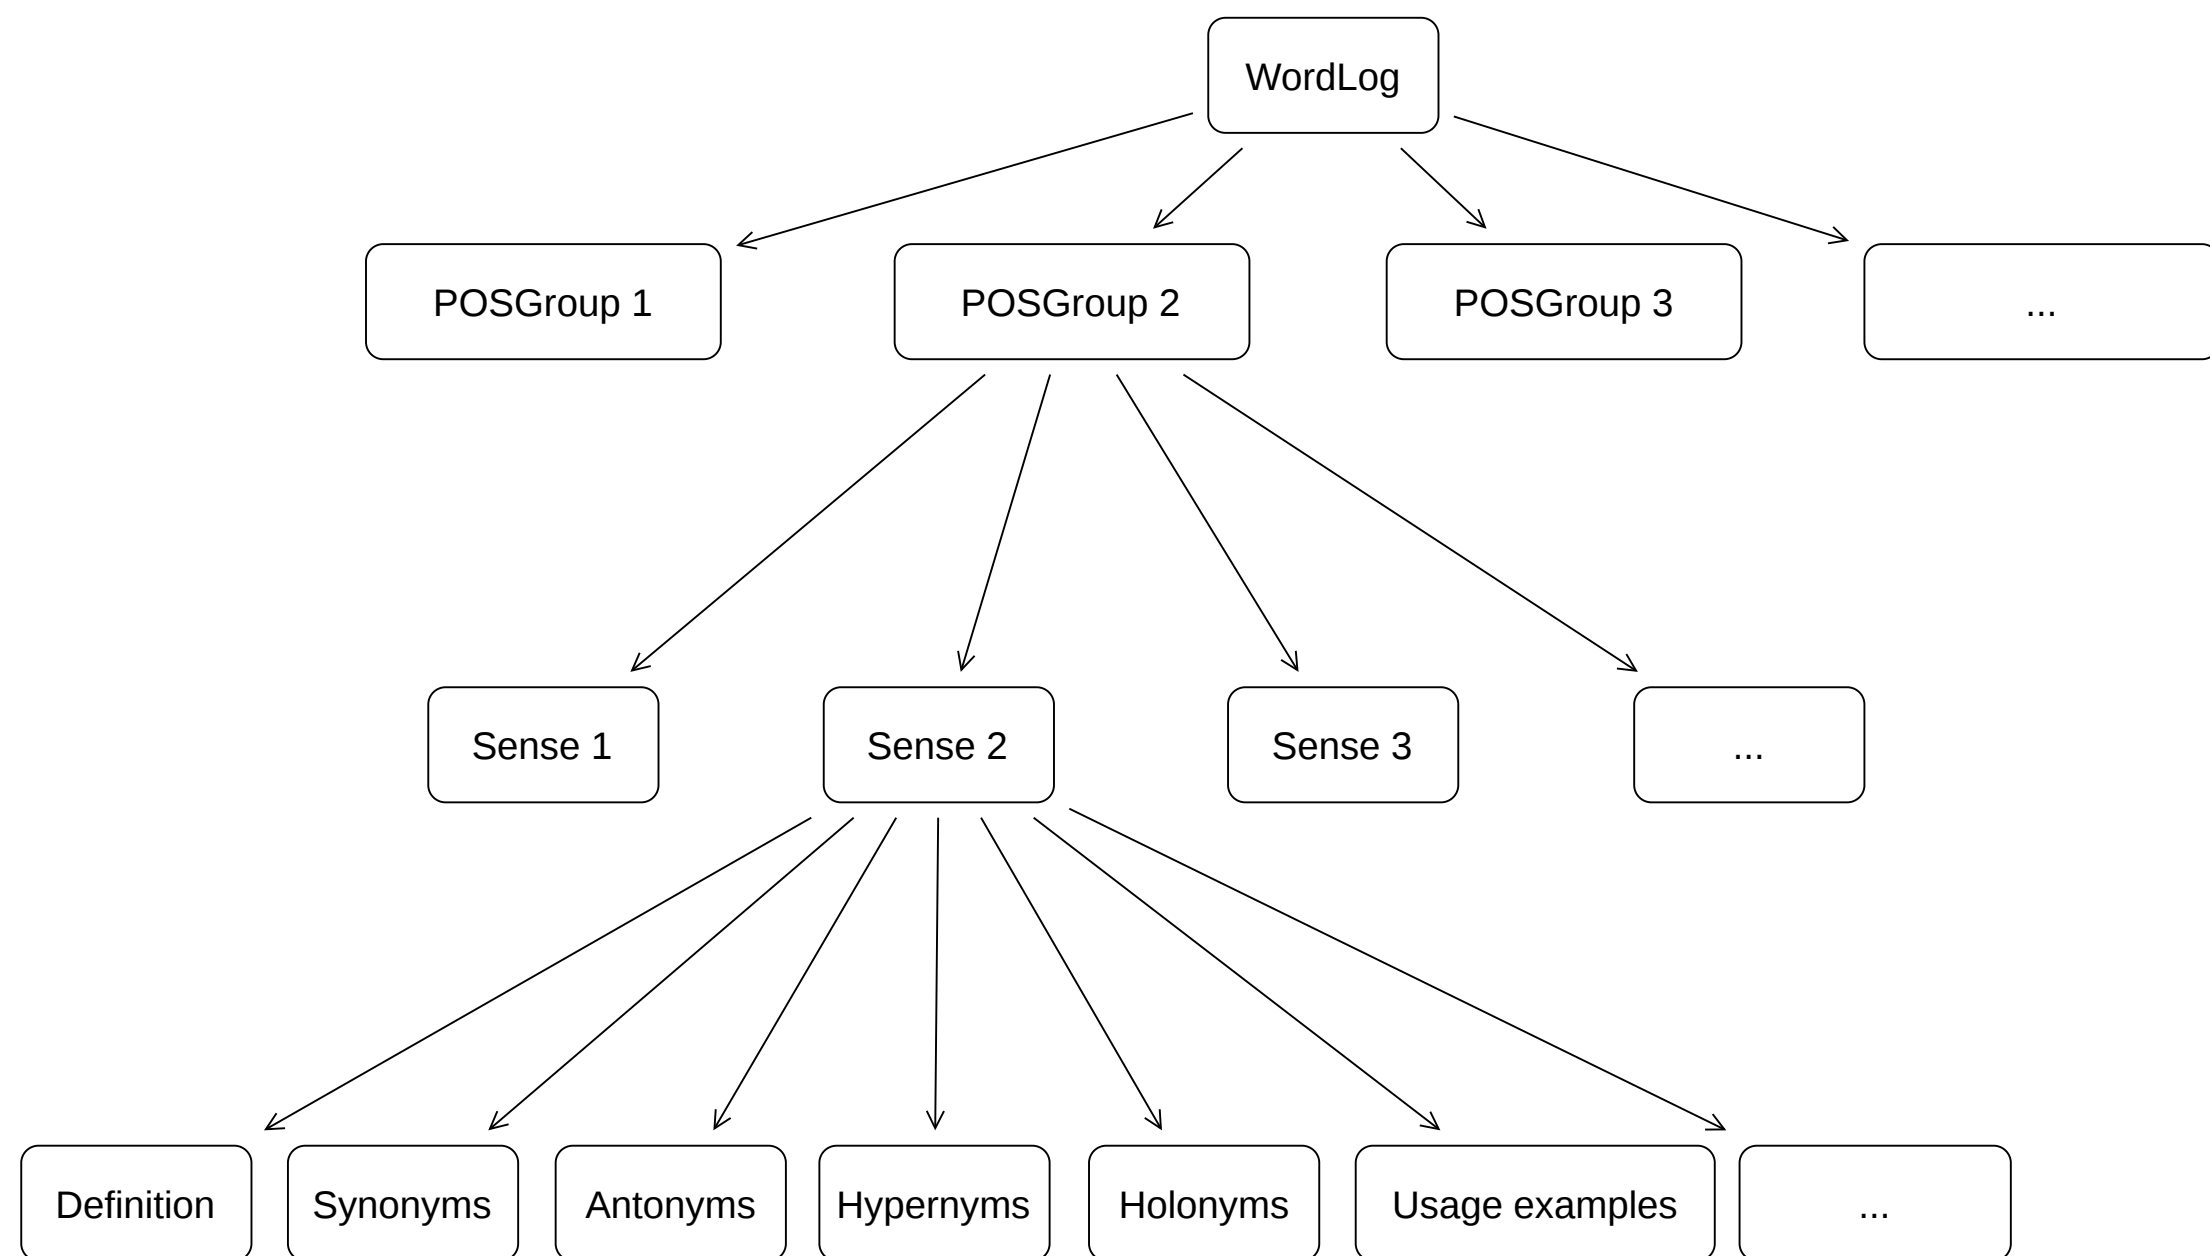 WordLog
POSGroup 1
POSGroup 2
POSGroup 3
...
Sense 1
Sense 2
Sense 3
...
Definition
Synonyms
Antonyms
Hypernyms
Holonyms
Usage examples
...